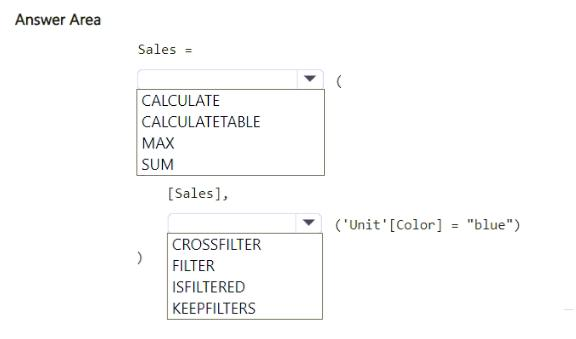 Answer Area
Sales =
(
CALCULATE
CALCULATETABLE
MAX
SUM
[Sales],
('Unit'[Color] = "blue")
CROSSFILTER
FILTER
ISFILTERED
KEEPFILTERS
)